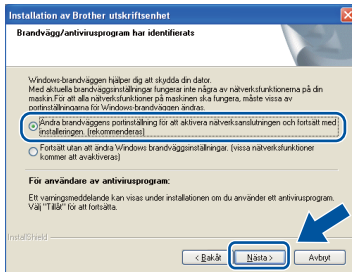 Installation av Brother utskriftsenhet
Brandvägg/antivirusprogram har identifierats
Windows-brandväggen hjälper dig att skydda din dator.
Med aktuella brandväggsinställningar fungerar inte några av nätverksfunktionerna på din
maskin.För att alla nätverksfunktioner på maskinen ska fungera, måste vissa av
portinställningarna för Windows-brandväggen ändras.
Ändra brandväggens portinställning för att aktivera nätverksanslutningen och fortsätt med
installeringen. (rekommenderas)
Fortsätt utan att ändra Windows brandväggsinställningar. (vissa nätverksfunktioner
kommer att avaktiveras)
För användare av antivirusprogram:
Ett varningsmeddelande kan visas under installationen om du använder ett antivirusprogram.
Välj "Tillåt" för att fortsätta.
InstallShield
< Bakåt
Nästa >
Avbryt